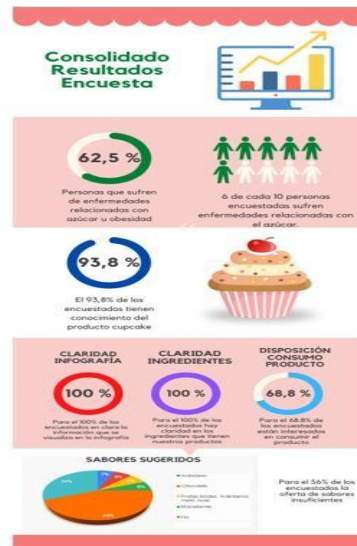 Consolidado
Resultados
Encuesta
62,5 %
Personas que sufren
de enfermedades
relacionadas con
azúcar u obesidad
6 de cada 10 personas
encuestadas sufren
enfermedades relacionadas con
el azúcar.
93,8 %
El 93,8% de los
encuestados tienen
conocimiento del
producto cupcake
CLARIDAD
INFOGRAFÍA
100 %
Para el 100% de los
encuestados en clara la
información que se
visualiza en la infografía
CLARIDAD
INGREDIENTES
100 %
Para el 100% de los
encuestados hay
claridad en los
ingredientes que tienen
nuestros productos
DISPOSICIÓN
CONSUMO
PRODUCTO
68,8 %
Para el 68,8% de
los encuestados
están interesados
en consumir el
producto
SABORES SUGERIDOS
Chocolate
Para el 56% de los
encuestados la
oferta de sabores
insuficientes